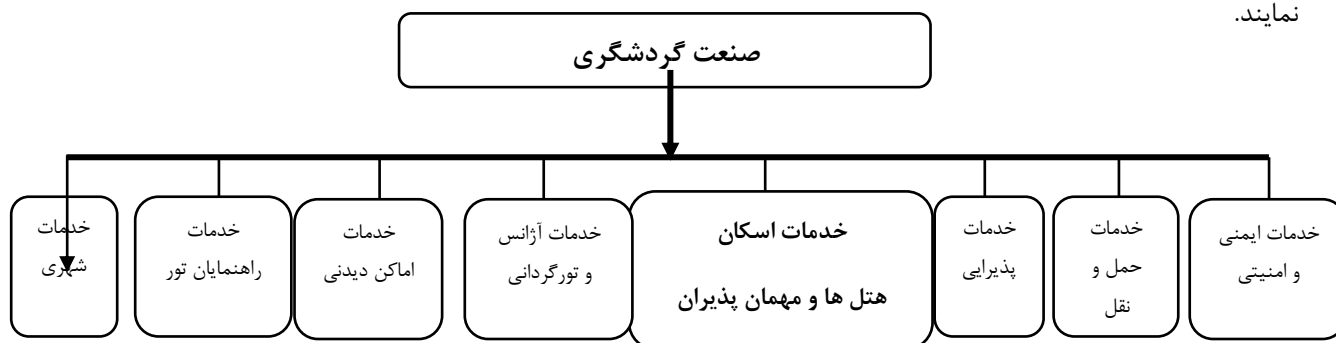 نمایند.
صنعت گردشگری
خدمات ایمنی
و امنیتی
خدمات
حمل و
نقل
خدمات
پذیرایی
خدمات اسکان
هتل ها و مهمان پذیران
خدمات آژانس
و تورگردانی
خدمات
اماکن دیدنی
خدمات
راهنمایان تور
خدمات
شهری